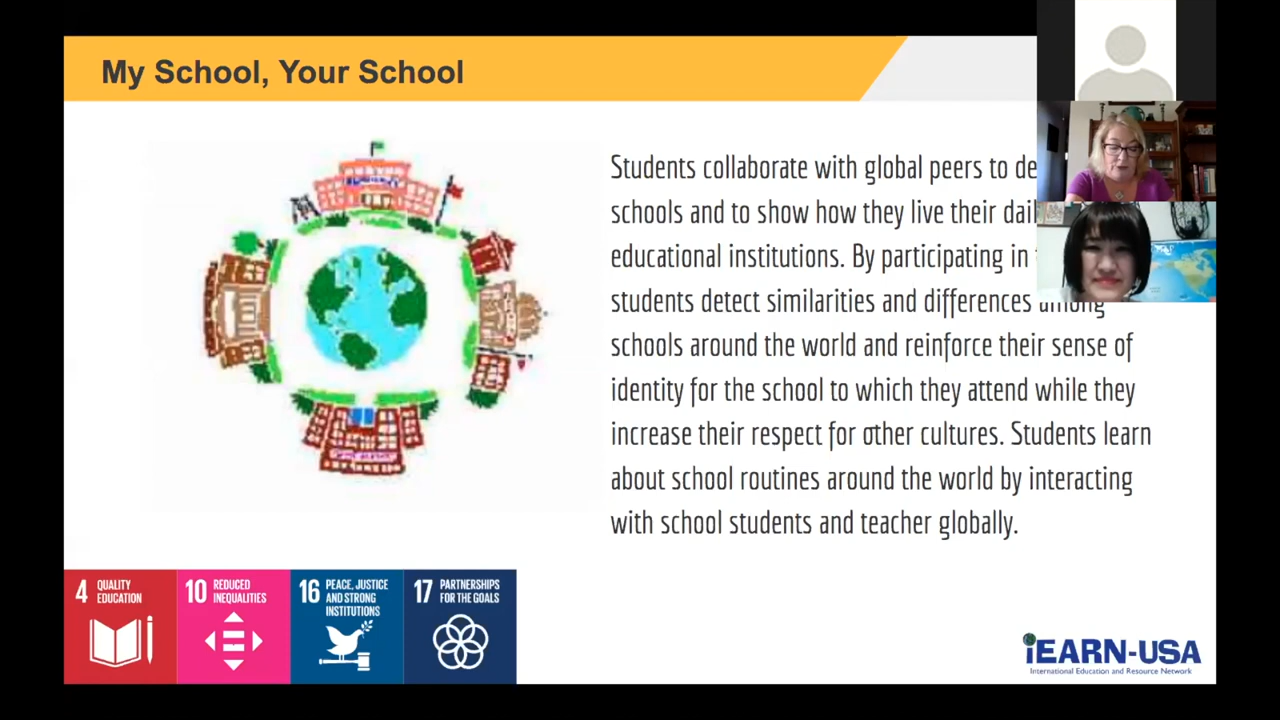 My School, Your School
Students collaborate with global peers to
schools and to show how they live their
educational institutions. By participating in
students detect similarities and differences among
schools around the world and reinforce their sense of
identity for the school to which they attend while they
increase their respect for other cultures. Students learn
about school routines around the world by interacting
with school students and teacher globally.
4 QUALITY
EDUCATION
10 REDUCED
INEQUALITIES
16 PEACE, JUSTICE
AND STRONG
INSTITUTIONS
17 PARTNERSHIPS
FOR THE GOALS
iEARN-USA
International Education and Resource Network